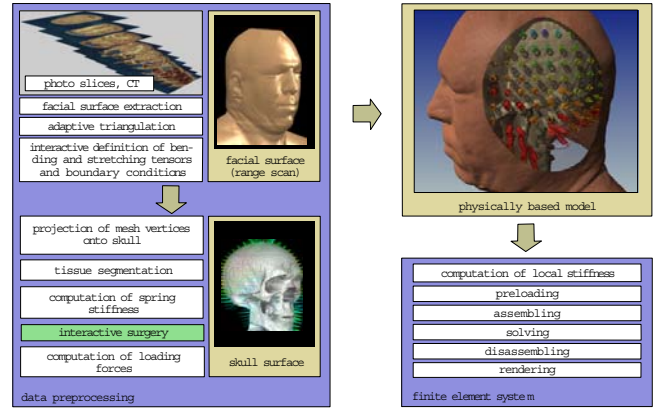 photo slices, CT
facial surface extraction
adaptive triangulation
interactive definition of ben-
ding and stretching tensors
and boundary conditions
facial surface
(range scan)
projection of mesh vertices
onto skull
tissue segmentation
computation of spring
stiffness
interactive surgery
computation of loading
forces
skull surface
data preprocessing
physically based model
computation of local stiffness
preloading
assembling
solving
disassembling
rendering
finite element system